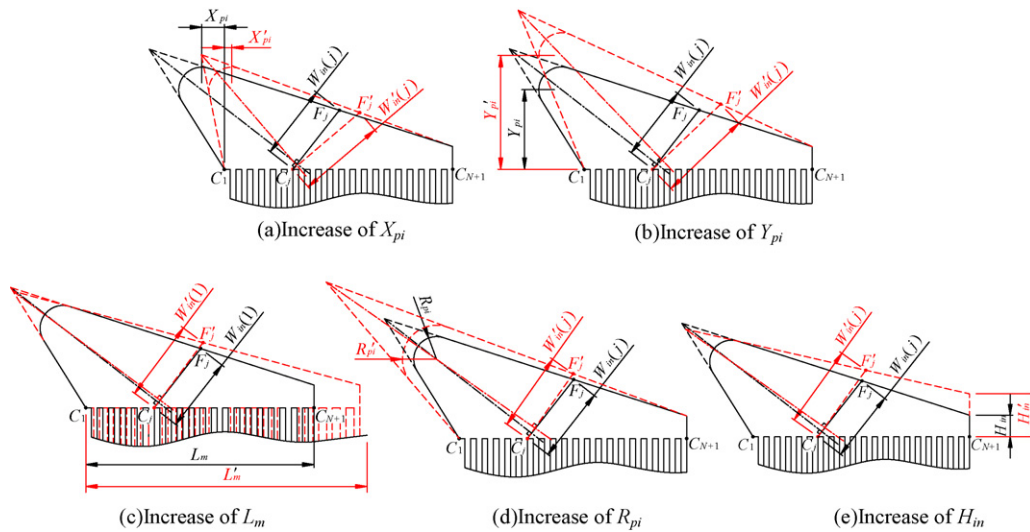 X_pi
X'_pi
W_in(j)
W'_in(j)
F_j
F'_j
C_1
C_j
C_N+1
(a)Increase of X_pi
Y'_pi
Y_pi
W_in(j)
W'_in(j)
F_j
F'_j
C_1
C_j
C_N+1
(b)Increase of Y_pi
W'_in(1)
W_in(1)
F'_j
F_j
C_1
C_j
C_N+1
L_m
L'_m
(c)Increase of L_m
R_pi
R'_pi
W'_in(j)
W_in(j)
F'_j
F_j
C_1
C_j
C_N+1
(d)Increase of R_pi
W'_in(j)
W_in(j)
F'_j
F_j
H_in
H'_in
C_1
C_j
C_N+1
(e)Increase of H_in